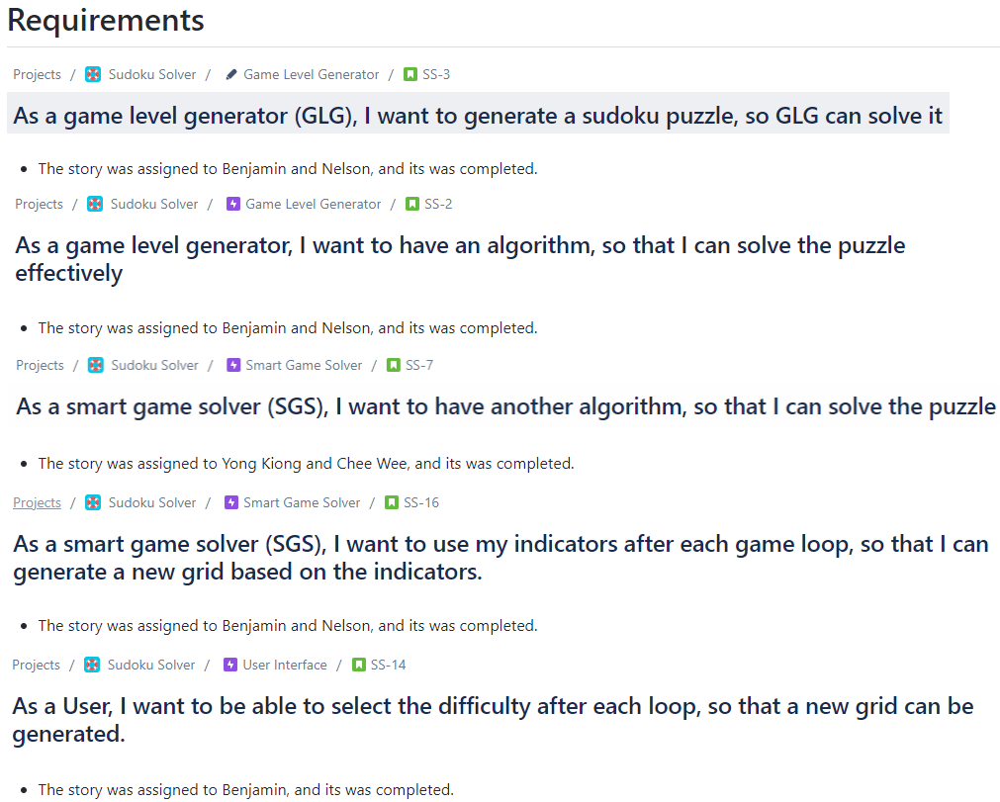 Requirements
Projects / Sudoku Solver / Game Level Generator / SS-3
As a game level generator (GLG), I want to generate a sudoku puzzle, so GLG can solve it
• The story was assigned to Benjamin and Nelson, and its was completed.
Projects / Sudoku Solver / Game Level Generator / SS-2
As a game level generator, I want to have an algorithm, so that I can solve the puzzle
effectively
• The story was assigned to Benjamin and Nelson, and its was completed.
Projects / Sudoku Solver / Smart Game Solver / SS-7
As a smart game solver (SGS), I want to have another algorithm, so that I can solve the puzzle
• The story was assigned to Yong Kiong and Chee Wee, and its was completed.
Projects / Sudoku Solver / Smart Game Solver / SS-16
As a smart game solver (SGS), I want to use my indicators after each game loop, so that I can
generate a new grid based on the indicators.
• The story was assigned to Benjamin and Nelson, and its was completed.
Projects / Sudoku Solver / User Interface / SS-14
As a User, I want to be able to select the difficulty after each loop, so that a new grid can be
generated.
• The story was assigned to Benjamin, and its was completed.